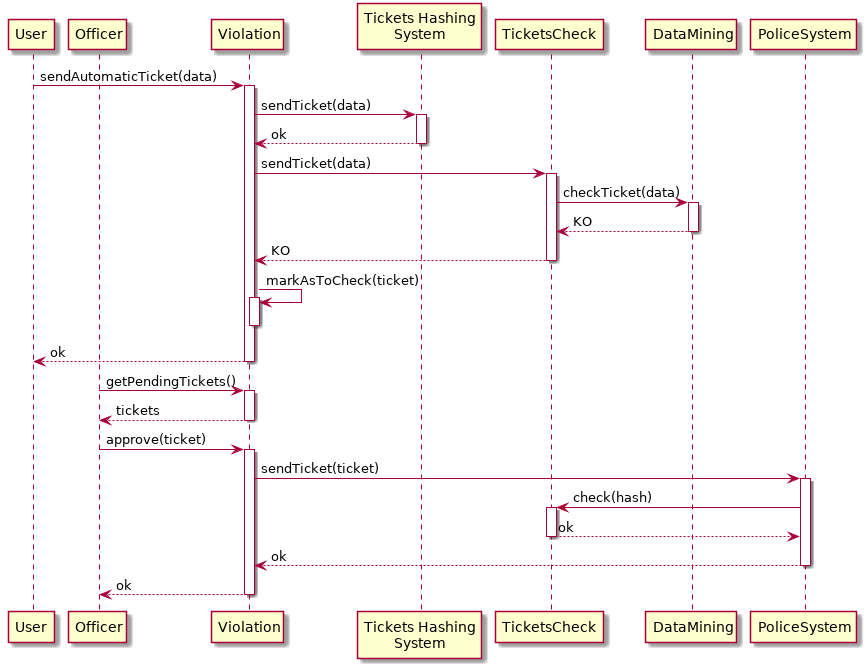 Tickets Hashing
System
User
Officer
Violation
TicketsCheck
DataMining
PoliceSystem
sendAutomaticTicket(data)
sendTicket(data)
ok
sendTicket(data)
checkTicket(data)
KO
KO
markAsToCheck(ticket)
ok
getPendingTickets()
tickets
approve(ticket)
sendTicket(ticket)
check(hash)
ok
ok
ok
User
Officer
Violation
Tickets Hashing
System
TicketsCheck
DataMining
PoliceSystem